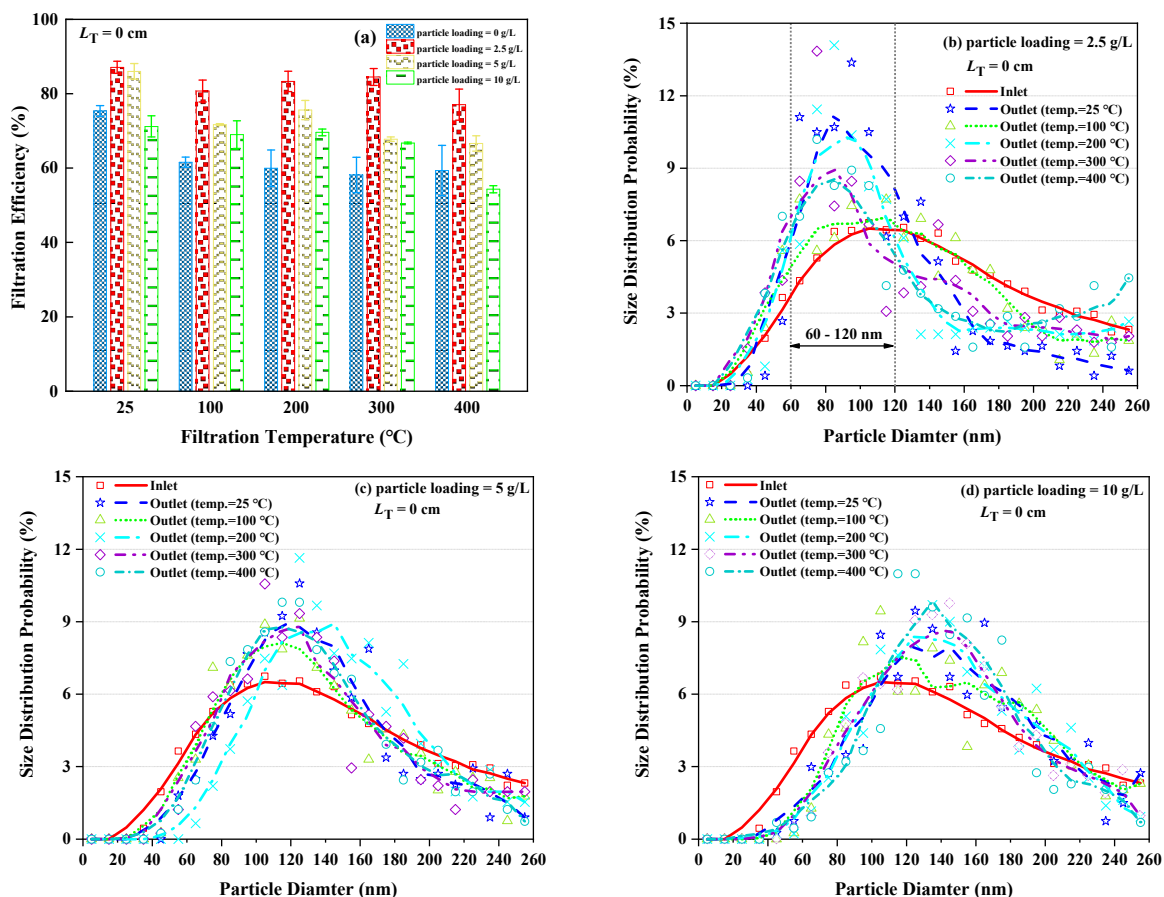 (a)
L_T = 0 cm
particle loading = 0 g/L
particle loading = 2.5 g/L
particle loading = 5 g/L
particle loading = 10 g/L
Filtration Efficiency (%)
100
80
60
40
20
0
25 100 200 300 400
Filtration Temperature (℃)
(b) particle loading = 2.5 g/L
L_T = 0 cm
Inlet
Outlet (temp.=25 ℃)
Outlet (temp.=100 ℃)
Outlet (temp.=200 ℃)
Outlet (temp.=300 ℃)
Outlet (temp.=400 ℃)
60 - 120 nm
Size Distribution Probability (%)
15
12
9
6
3
0
0 20 40 60 80 100 120 140 160 180 200 220 240 260
Particle Diamter (nm)
(c) particle loading = 5 g/L
L_T = 0 cm
Inlet
Outlet (temp.=25 ℃)
Outlet (temp.=100 ℃)
Outlet (temp.=200 ℃)
Outlet (temp.=300 ℃)
Outlet (temp.=400 ℃)
Size Distribution Probability (%)
15
12
9
6
3
0
0 20 40 60 80 100 120 140 160 180 200 220 240 260
Particle Diamter (nm)
(d) particle loading = 10 g/L
L_T = 0 cm
Inlet
Outlet (temp.=25 ℃)
Outlet (temp.=100 ℃)
Outlet (temp.=200 ℃)
Outlet (temp.=300 ℃)
Outlet (temp.=400 ℃)
Size Distribution Probability (%)
15
12
9
6
3
0
0 20 40 60 80 100 120 140 160 180 200 220 240 260
Particle Diamter (nm)